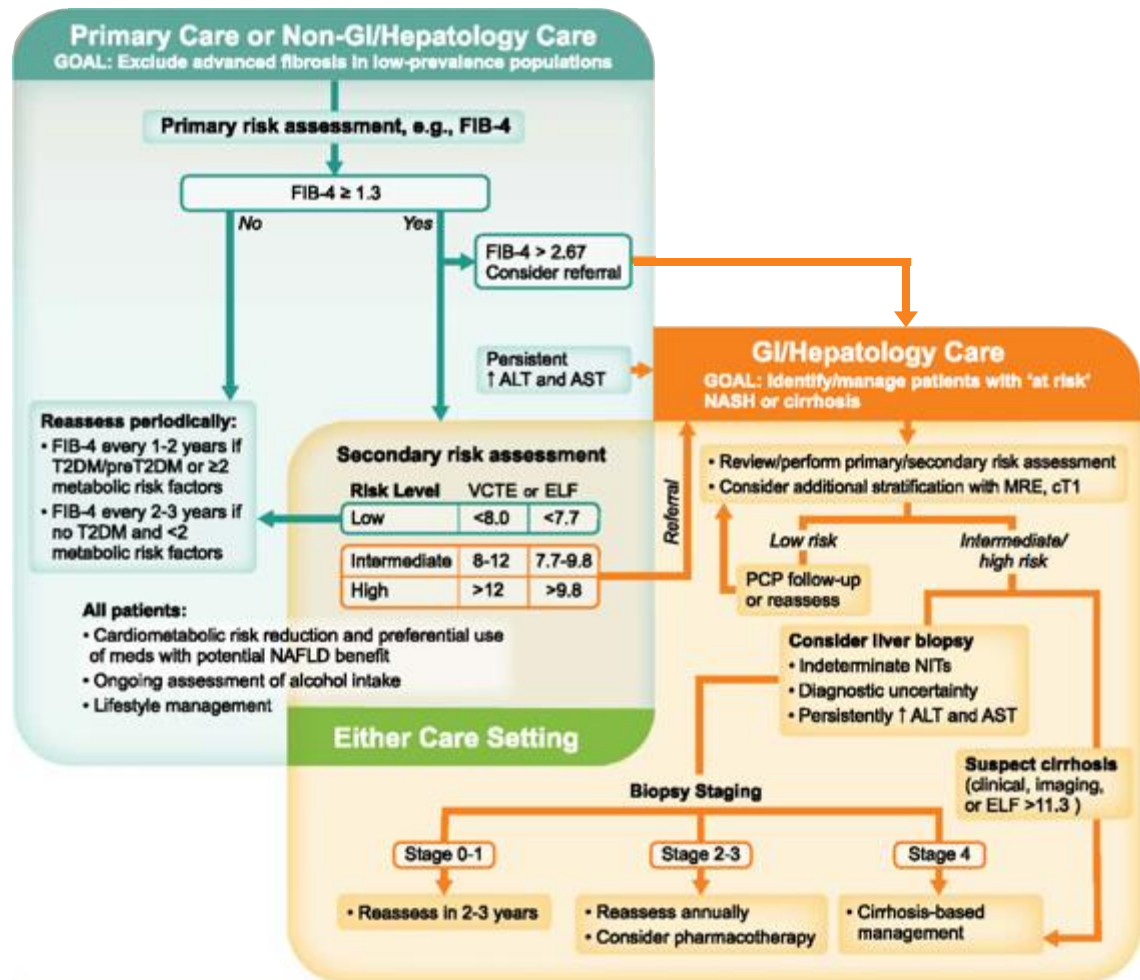 Primary Care or Non-GI/Hepatology Care
GOAL: Exclude advanced fibrosis in low-prevalence populations
Primary risk assessment, e.g., FIB-4
FIB-4 ≥ 1.3
No
Yes
FIB-4 > 2.67
Consider referral
Persistent
↑ ALT and AST
GI/Hepatology Care
GOAL: Identify/manage patients with 'at risk'
NASH or cirrhosis
Reassess periodically:
• FIB-4 every 1-2 years if
T2DM/preT2DM or ≥2
metabolic risk factors
• FIB-4 every 2-3 years if
no T2DM and <2
metabolic risk factors
Secondary risk assessment
Risk Level VCTE or ELF
Low <8.0 <7.7
Intermediate 8-12 7.7-9.8
High >12 >9.8
Referral
• Review/perform primary/secondary risk assessment
• Consider additional stratification with MRE, cT1
Low risk
Intermediate/
high risk
PCP follow-up
or reassess
All patients:
• Cardiometabolic risk reduction and preferential use
of meds with potential NAFLD benefit
• Ongoing assessment of alcohol intake
• Lifestyle management
Consider liver biopsy
• Indeterminate NITs
• Diagnostic uncertainty
• Persistently ↑ ALT and AST
Either Care Setting
Suspect cirrhosis
(clinical, imaging,
or ELF >11.3 )
Biopsy Staging
Stage 0-1
Stage 2-3
Stage 4
• Reassess in 2-3 years
• Reassess annually
• Consider pharmacotherapy
• Cirrhosis-based
management